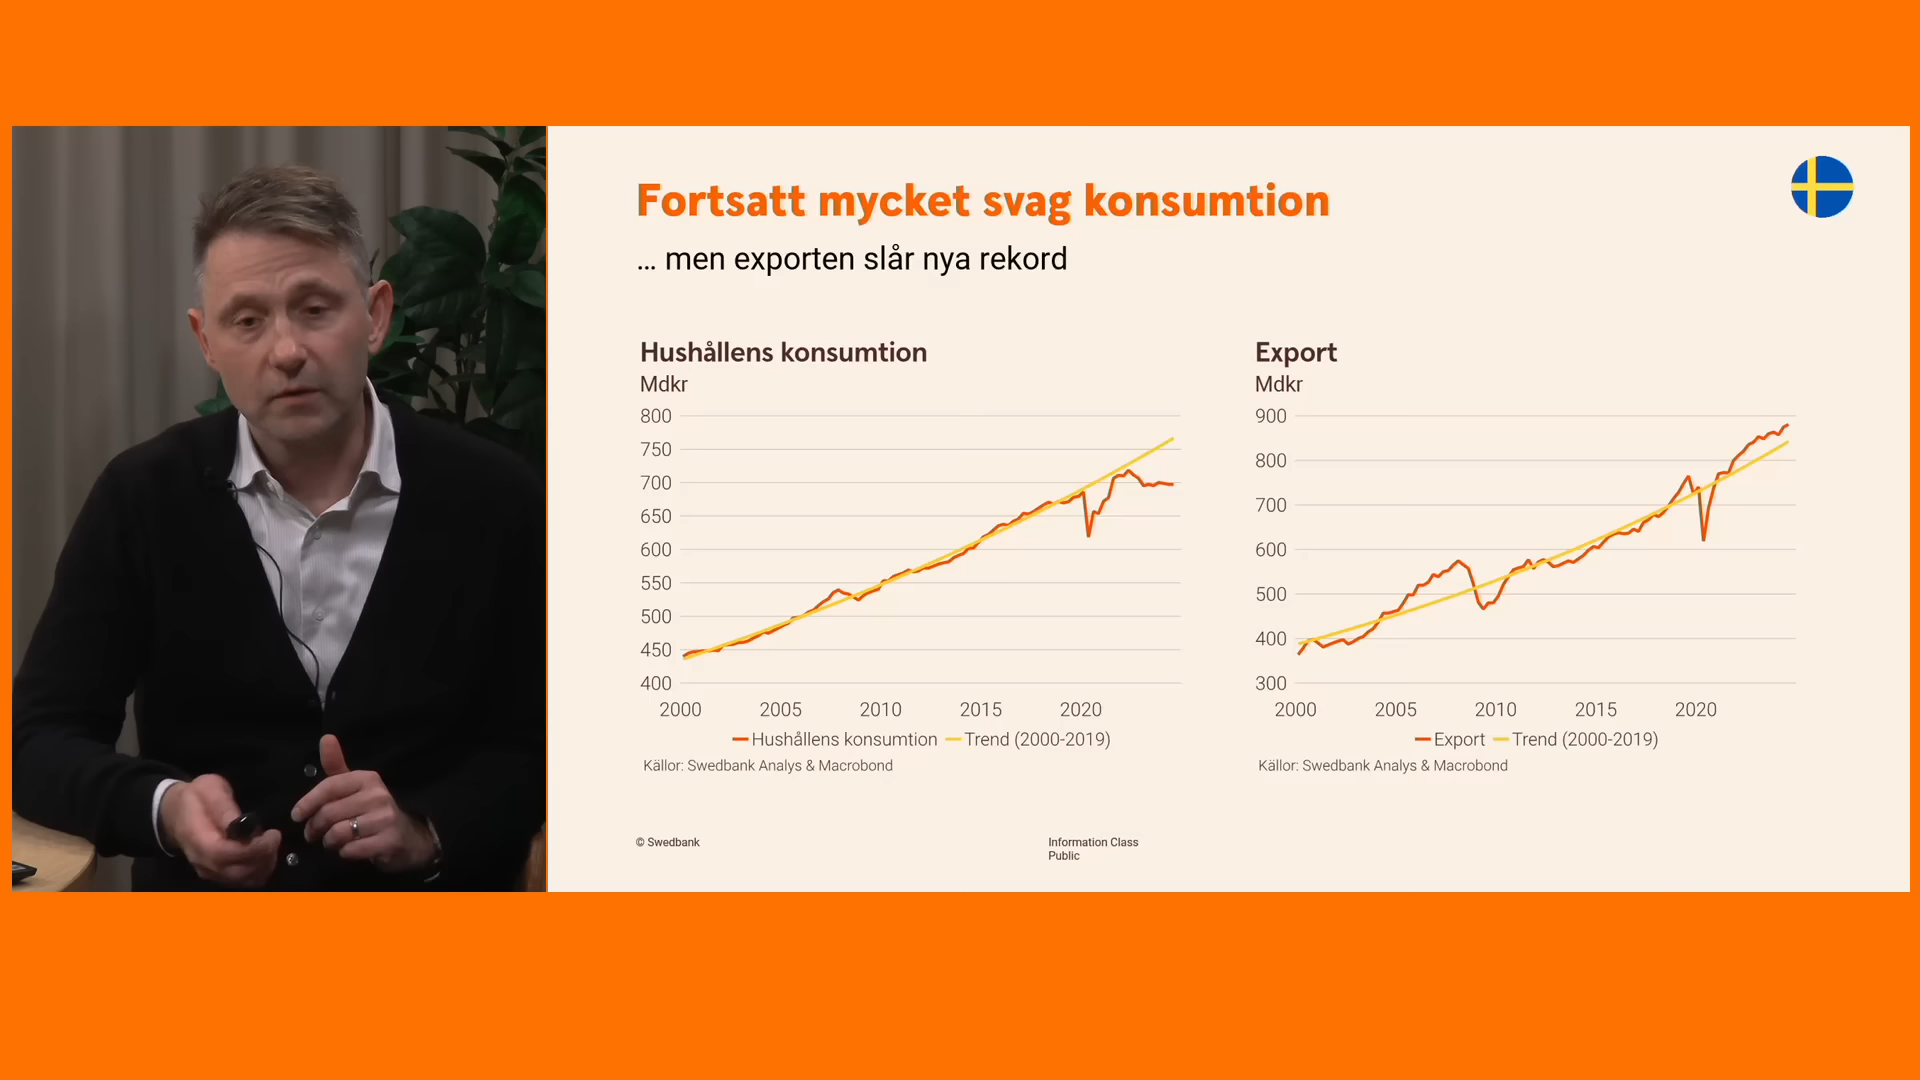 Fortsatt mycket svag konsumtion
... men exporten slår nya rekord
Hushållens konsumtion
Mdkr
800
750
700
650
600
550
500
450
400
2000 2005 2010 2015 2020
Hushållens konsumtion Trend (2000-2019)
Källor: Swedbank Analys & Macrobond
Export
Mdkr
900
800
700
600
500
400
300
2000 2005 2010 2015 2020
Export Trend (2000-2019)
Källor: Swedbank Analys & Macrobond
© Swedbank
Information Class
Public